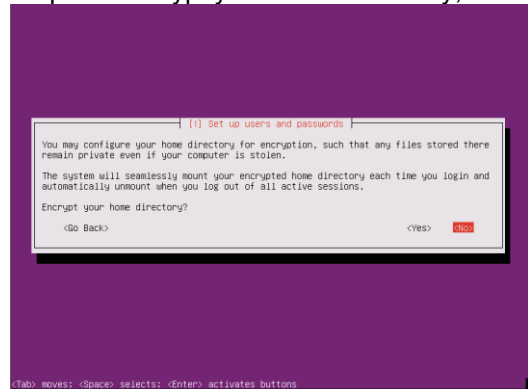 [!] Set up users and passwords
You may configure your home directory for encryption, such that any files stored there
remain private even if your computer is stolen.
The system will seamlessly mount your encrypted home directory each time you login and
automatically unmount when you log out of all active sessions.
Encrypt your home directory?
<Go Back> <Yes> <No>
<Tab> moves; <Space> selects; <Enter> activates buttons